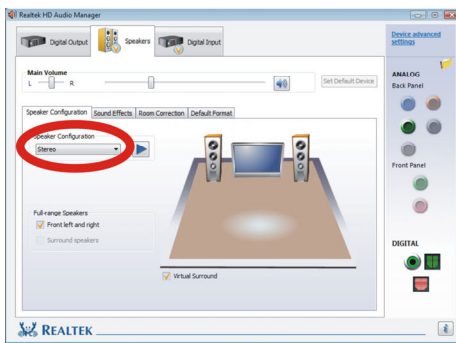 Realtek HD Audio Manager
Digital Output
Speakers
Digital Input
Device advanced
settings
Main Volume
L
R
Set Default Device
ANALOG
Back Panel
Speaker Configuration
Sound Effects
Room Correction
Default Format
Speaker Configuration
Stereo
Front Panel
Full-range Speakers
Front left and right
Surround speakers
Virtual Surround
DIGITAL
REALTEK
i